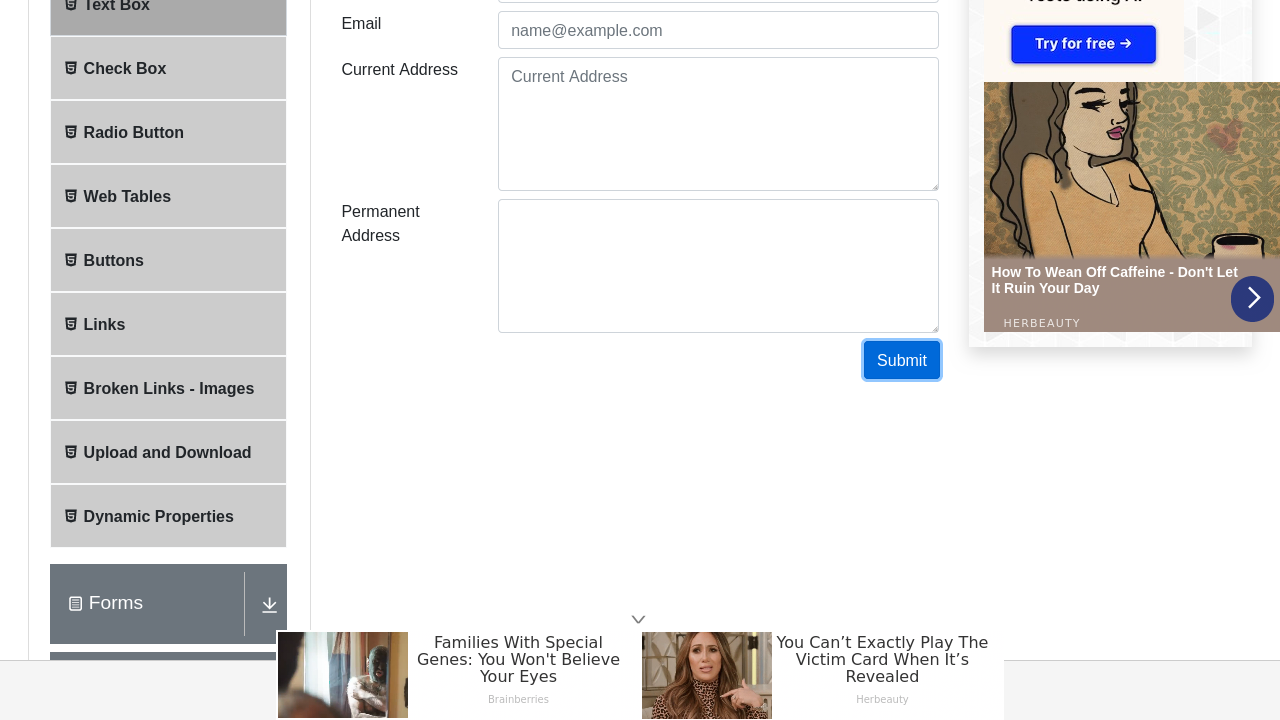 Text Box
Check Box
Radio Button
Web Tables
Buttons
Links
Broken Links - Images
Upload and Download
Dynamic Properties
Forms
Email
name@example.com
Current Address
Current Address
Permanent
Address
Submit
Try for free →
How To Wean Off Caffeine - Don't Let
It Ruin Your Day
HERBEAUTY
Families With Special
Genes: You Won't Believe
Your Eyes
Brainberries
You Can’t Exactly Play The
Victim Card When It’s
Revealed
Herbeauty